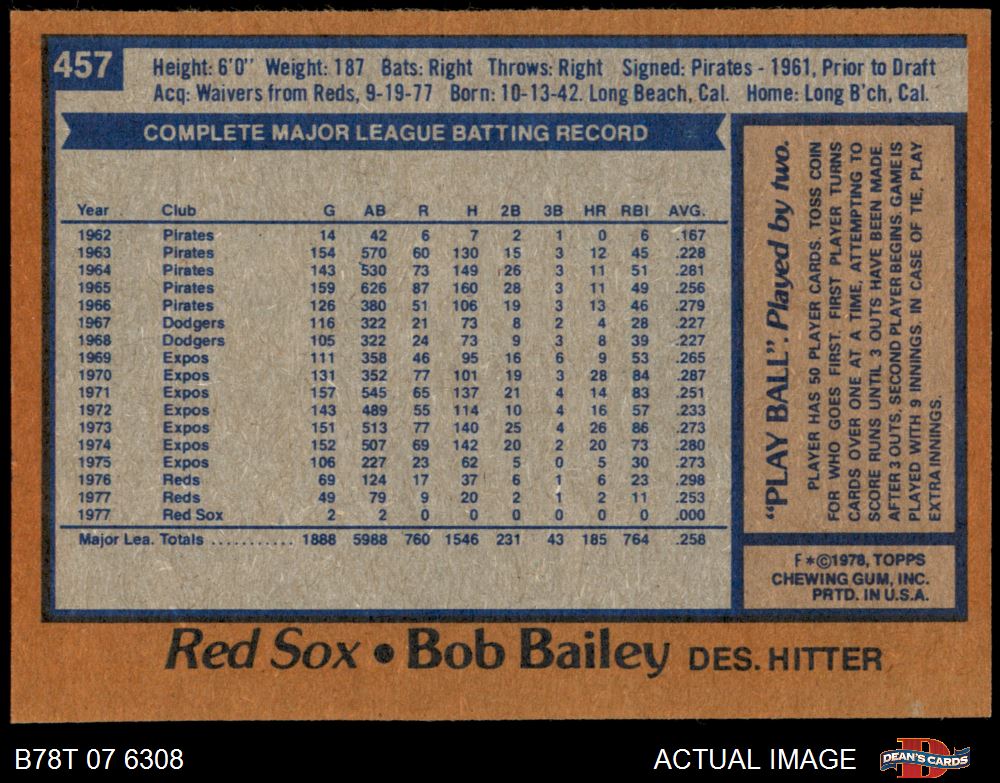 457
Height: 6'0" Weight: 187 Bats: Right Throws: Right Signed: Pirates - 1961, Prior to Draft
Acq: Waivers from Reds, 9-19-77 Born: 10-13-42. Long Beach, Cal. Home: Long B'ch, Cal.
COMPLETE MAJOR LEAGUE BATTING RECORD
Year Club G AB R H 2B 3B HR RBI AVG.
1962 Pirates 14 42 6 7 2 1 0 6 .167
1963 Pirates 154 570 60 130 15 3 12 45 .228
1964 Pirates 143 530 73 149 26 3 11 51 .281
1965 Pirates 159 626 87 160 28 3 11 49 .256
1966 Pirates 126 380 51 106 19 3 13 46 .279
1967 Dodgers 116 322 21 73 8 2 4 28 .227
1968 Dodgers 105 322 24 73 9 3 8 39 .227
1969 Expos 111 358 46 95 16 6 9 53 .265
1970 Expos 131 352 77 101 19 3 28 84 .287
1971 Expos 157 545 65 137 21 4 14 83 .251
1972 Expos 143 489 55 114 10 4 16 57 .233
1973 Expos 151 513 77 140 25 4 26 86 .273
1974 Expos 152 507 69 142 20 2 20 73 .280
1975 Expos 106 227 23 62 5 0 5 30 .273
1976 Reds 69 124 17 37 6 1 6 23 .298
1977 Reds 49 79 9 20 2 1 2 11 .253
1977 Red Sox 2 2 0 0 0 0 0 0 .000
Major Lea. Totals ........... 1888 5988 760 1546 231 43 185 764 .258
"PLAY BALL". Played by two.
PLAYER HAS 50 PLAYER CARDS. TOSS COIN
FOR WHO GOES FIRST. FIRST PLAYER TURNS
CARDS OVER ONE AT A TIME, ATTEMPTING TO
SCORE RUNS UNTIL 3 OUTS HAVE BEEN MADE.
AFTER 3 OUTS, SECOND PLAYER BEGINS. GAME IS
PLAYED WITH 9 INNINGS. IN CASE OF TIE, PLAY
EXTRA INNINGS.
F*©1978, TOPPS
CHEWING GUM, INC.
PRTD. IN U.S.A.
Red Sox • Bob Bailey DES. HITTER
B78T 07 6308
ACTUAL IMAGE
D
DEAN'S CARDS